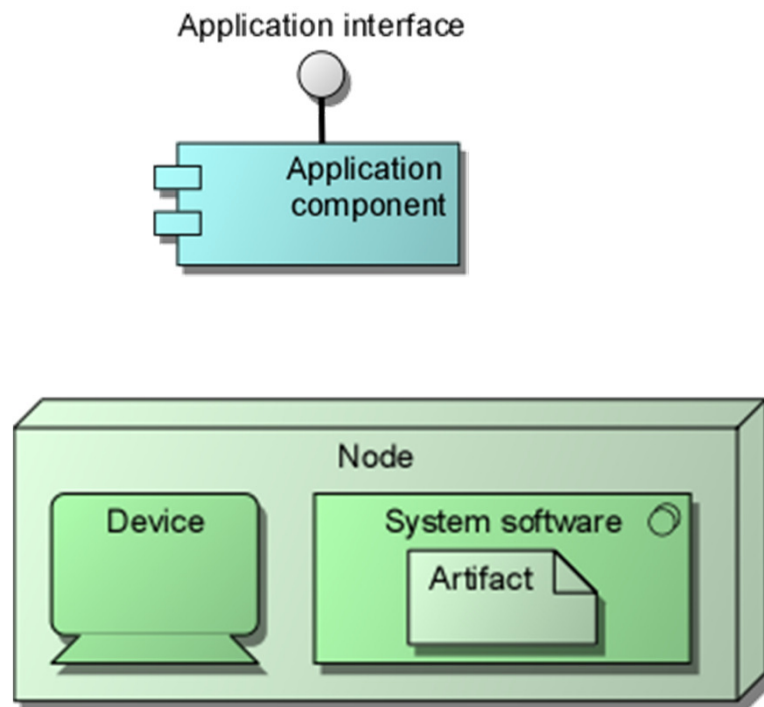 Application interface
Application
component
Node
Device
System software
Artifact